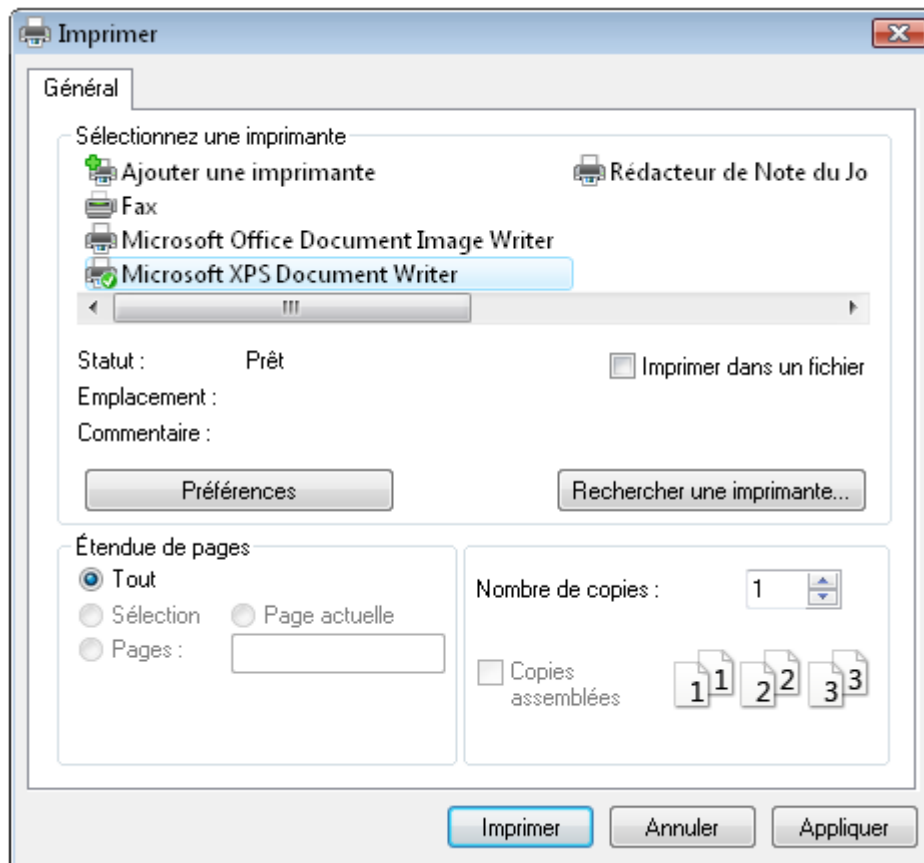 Imprimer
Général
Sélectionnez une imprimante
Ajouter une imprimante
Rédacteur de Note du Jo
Fax
Microsoft Office Document Image Writer
Microsoft XPS Document Writer
Statut : Prêt
Imprimer dans un fichier
Emplacement :
Commentaire :
Préférences
Rechercher une imprimante...
Étendue de pages
Tout
Sélection
Page actuelle
Pages :
Nombre de copies : 1
Copies
assemblées
1 1 2 2 3 3
Imprimer
Annuler
Appliquer